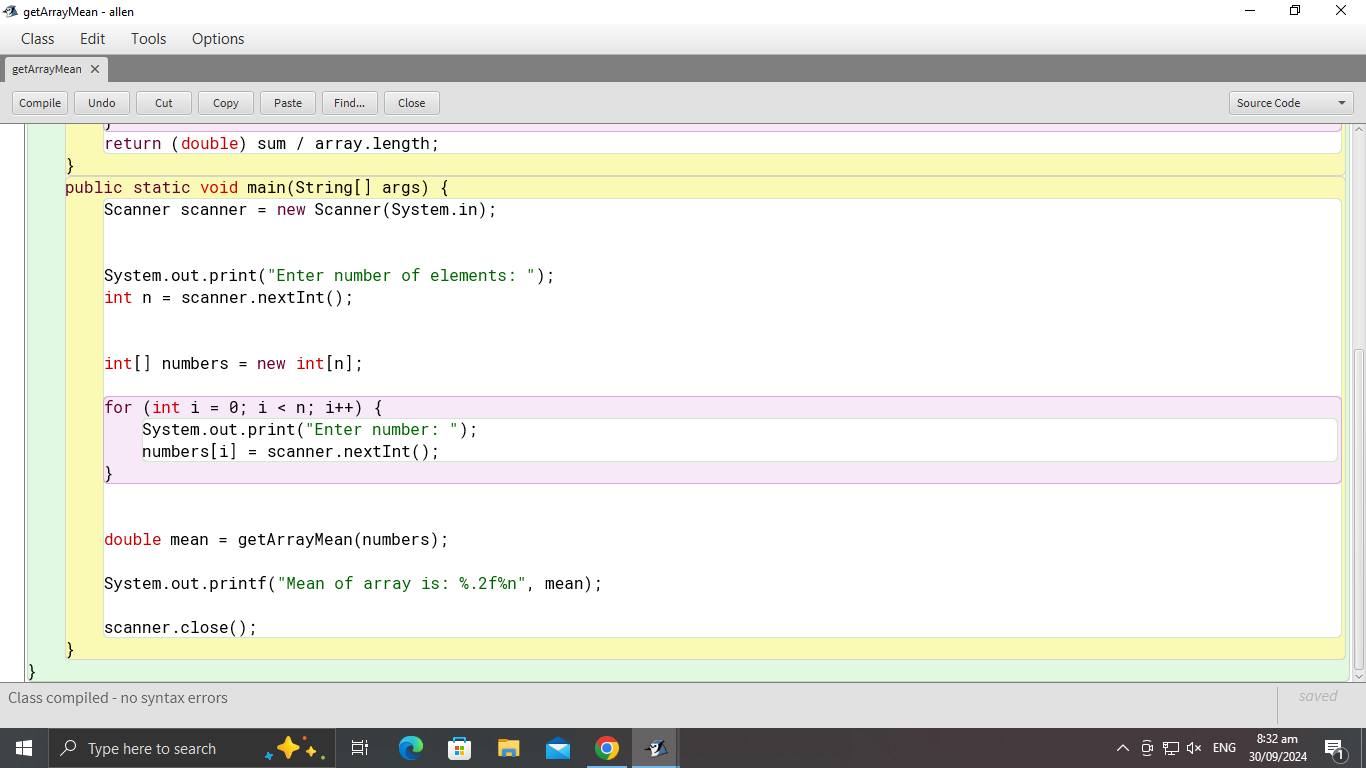 getArrayMean - allen
Class Edit Tools Options
getArrayMean
Compile Undo Cut Copy Paste Find... Close Source Code
}
return (double) sum / array.length;
}
public static void main(String[] args) {
Scanner scanner = new Scanner(System.in);
System.out.print("Enter number of elements: ");
int n = scanner.nextInt();
int[] numbers = new int[n];
for (int i = 0; i < n; i++) {
System.out.print("Enter number: ");
numbers[i] = scanner.nextInt();
}
double mean = getArrayMean(numbers);
System.out.printf("Mean of array is: %.2f%n", mean);
scanner.close();
}
}
Class compiled - no syntax errors
saved
Type here to search
ENG
8:32 am
30/09/2024
1